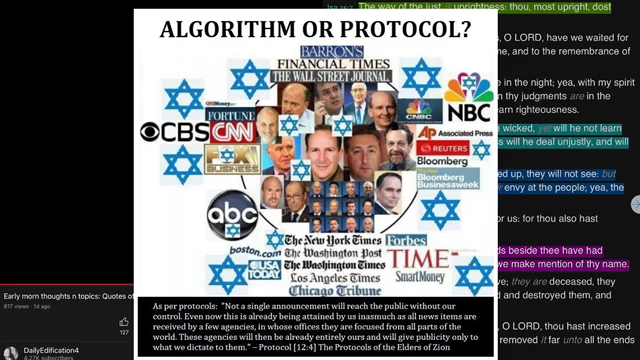 ALGORITHM OR PROTOCOL?
BARRON'S
FINANCIAL TIMES
THE WALL STREET JOURNAL
FORTUNE
CBS
CNN
FOX
BUSINESS
abc
CNBC
NBC
AP Associated Press
REUTERS
Bloomberg
Bloomberg
Businessweek
The New York Times
Forbes
boston.com
The Washington Post
TIME
USA
TODAY
The Washington Times
SmartMoney
Los Angeles Times
Chicago Tribune
As per protocols: "Not a single announcement will reach the public without our
control. Even now this is already being attained by us inasmuch as all news items are
received by a few agencies, in whose offices they are focused from all parts of the
world. These agencies will then be already entirely ours and will give publicity only to
what we dictate to them." – Protocol [12:4] The Protocols of the Elders of Zion
Early morn thoughts n topics: Quotes of
817 views · 1d ago
127
DailyEdification4
4.27K subscribers
The way of the just is uprightness: thou, most upright, dost
O LORD, have we waited for
me, and to the remembrance of
in the night; yea, with my spirit
thy judgments are in the
learn righteousness.
wicked, yet will he not learn
will he deal unjustly, and will
up, they will not see: but
envy at the people; yea, the
for us: for thou also hast
beside thee have had
we make mention of thy name.
they are deceased, they
and destroyed them, and
O LORD, thou hast increased
removed it far unto all the ends